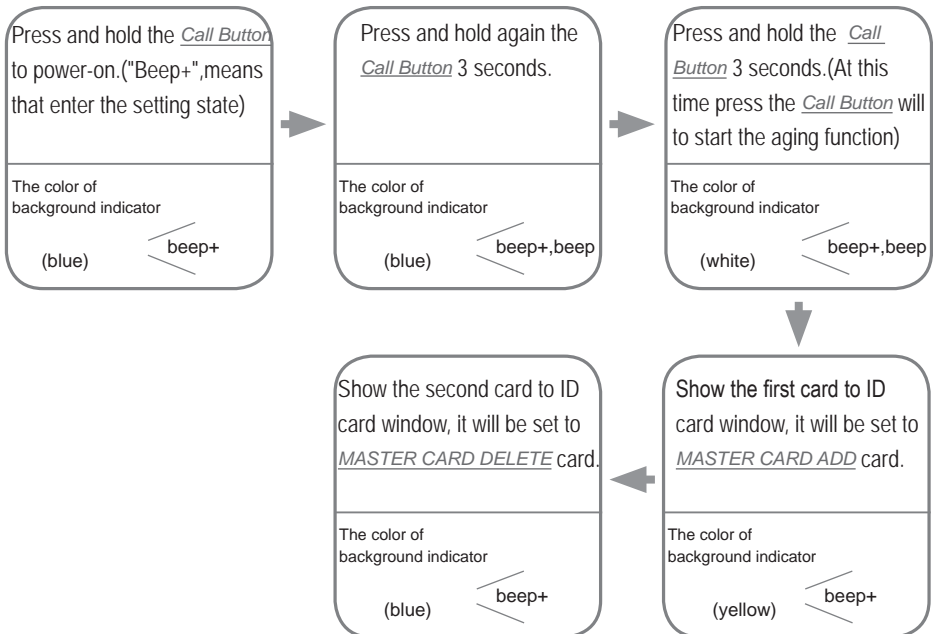 Press and hold the Call Button
to power-on.("Beep+",means
that enter the setting state)
The color of
background indicator
(blue)
beep+
Press and hold again the
Call Button 3 seconds.
The color of
background indicator
(blue)
beep+,beep
Press and hold the Call
Button 3 seconds.(At this
time press the Call Button will
to start the aging function)
The color of
background indicator
(white)
beep+,beep
Show the first card to ID
card window, it will be set to
MASTER CARD ADD card.
The color of
background indicator
(yellow)
beep+
Show the second card to ID
card window, it will be set to
MASTER CARD DELETE card.
The color of
background indicator
(blue)
beep+